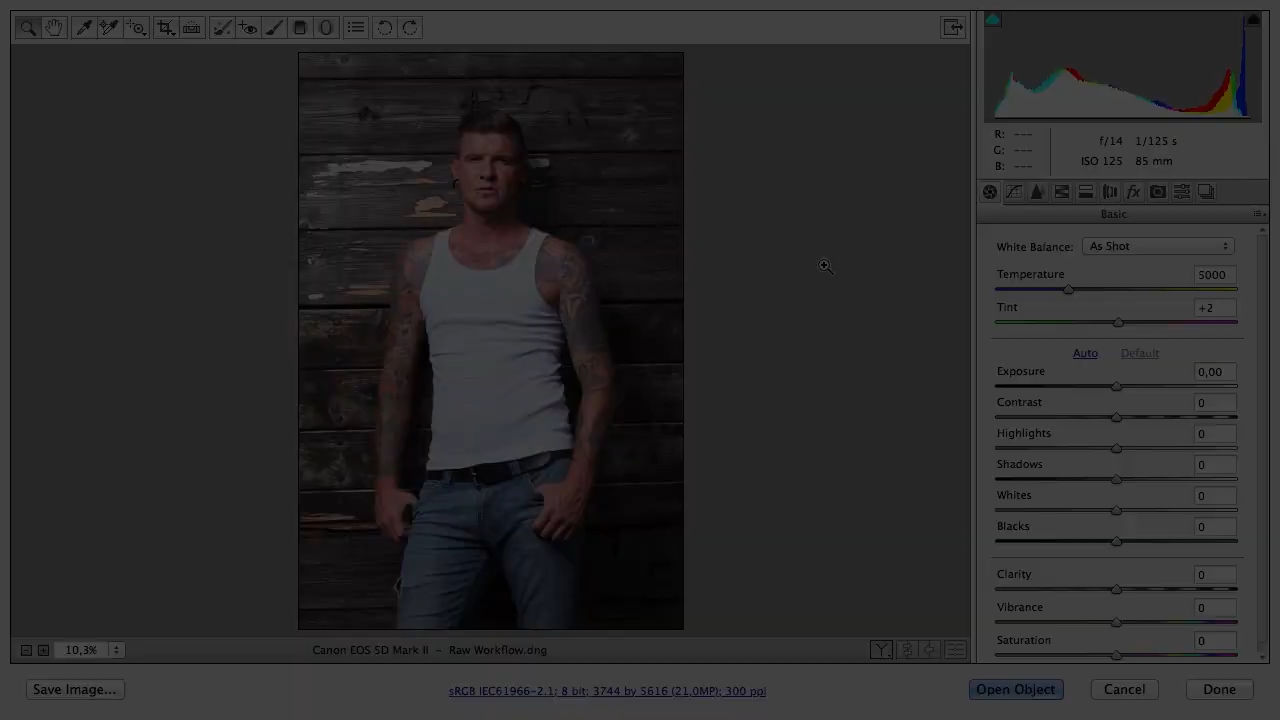 R: ---
G: ---
B: ---
f/14 1/125 s
ISO 125 85 mm
fx
Basic
White Balance: As Shot
Temperature 5000
Tint +2
Auto Default
Exposure 0,00
Contrast 0
Highlights 0
Shadows 0
Whites 0
Blacks 0
Clarity 0
Vibrance 0
Saturation 0
10,3%
Canon EOS 5D Mark II - Raw Workflow.dng
Y
Save Image...
sRGB IEC61966-2.1; 8 bit; 3744 by 5616 (21,0MP); 300 ppi
Open Object Cancel Done